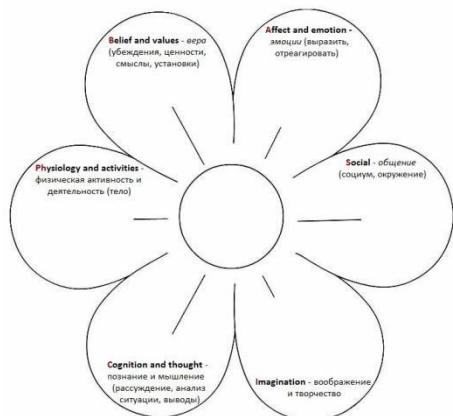 Belief and values - вера
(убеждения, ценности,
смыслы, установки)
Affect and emotion -
эмоции (выразить,
отреагировать)
Physiology and activities -
физическая активность и
деятельность (тело)
Social - общение
(социум, окружение)
Cognition and thought -
познание и мышление
(рассуждение, анализ
ситуации, выводы)
Imagination - воображение
и творчество